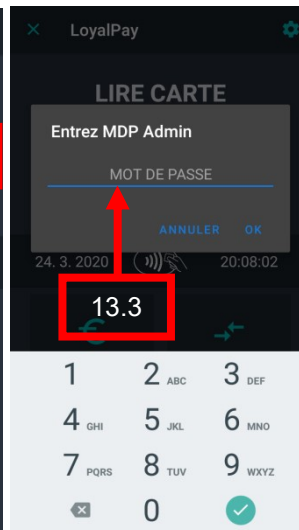 × LoyalPay
LIRE CARTE
Entrez MDP Admin
MOT DE PASSE
ANNULER OK
24. 3. 2020 20:08:02
13.3
€
1 2 ABC 3 DEF
4 GHI 5 JKL 6 MNO
7 PQRS 8 TUV 9 WXYZ
0